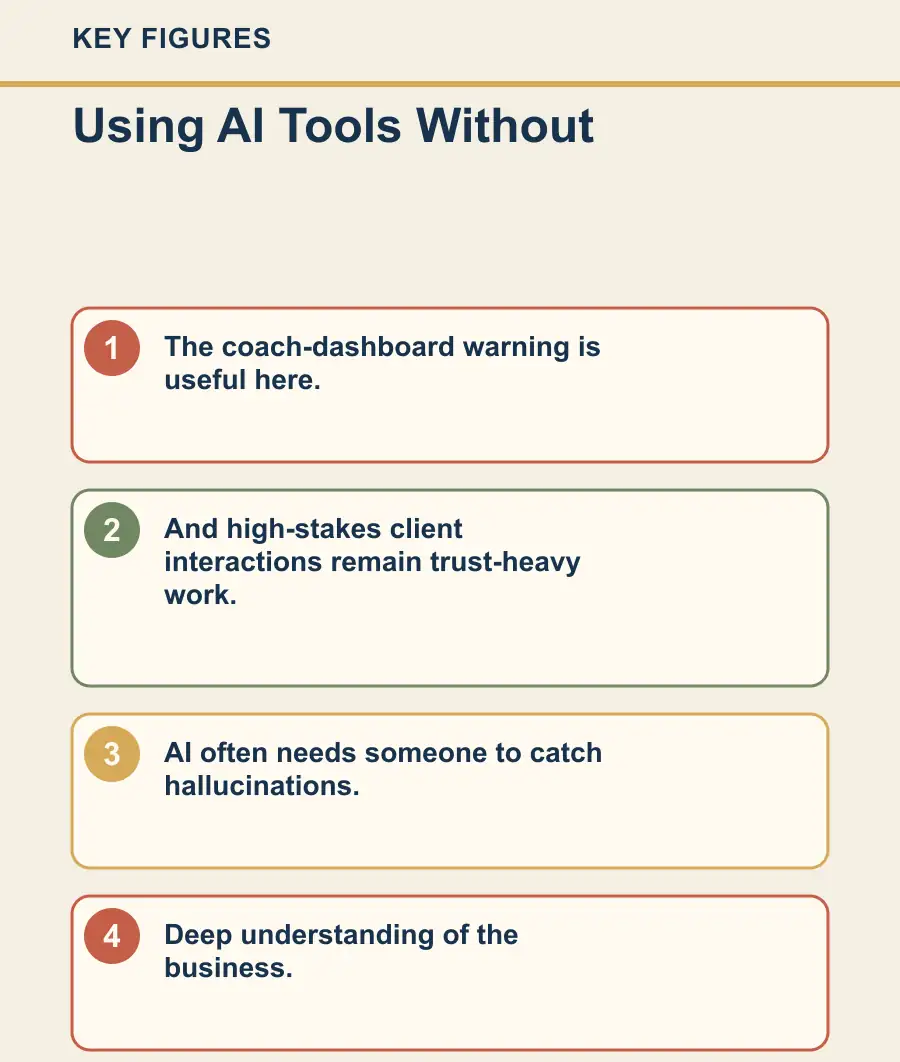 KEY FIGURES
Using AI Tools Without
1
The coach-dashboard warning is
useful here.
2
And high-stakes client
interactions remain trust-heavy
work.
3
AI often needs someone to catch
hallucinations.
4
Deep understanding of the
business.